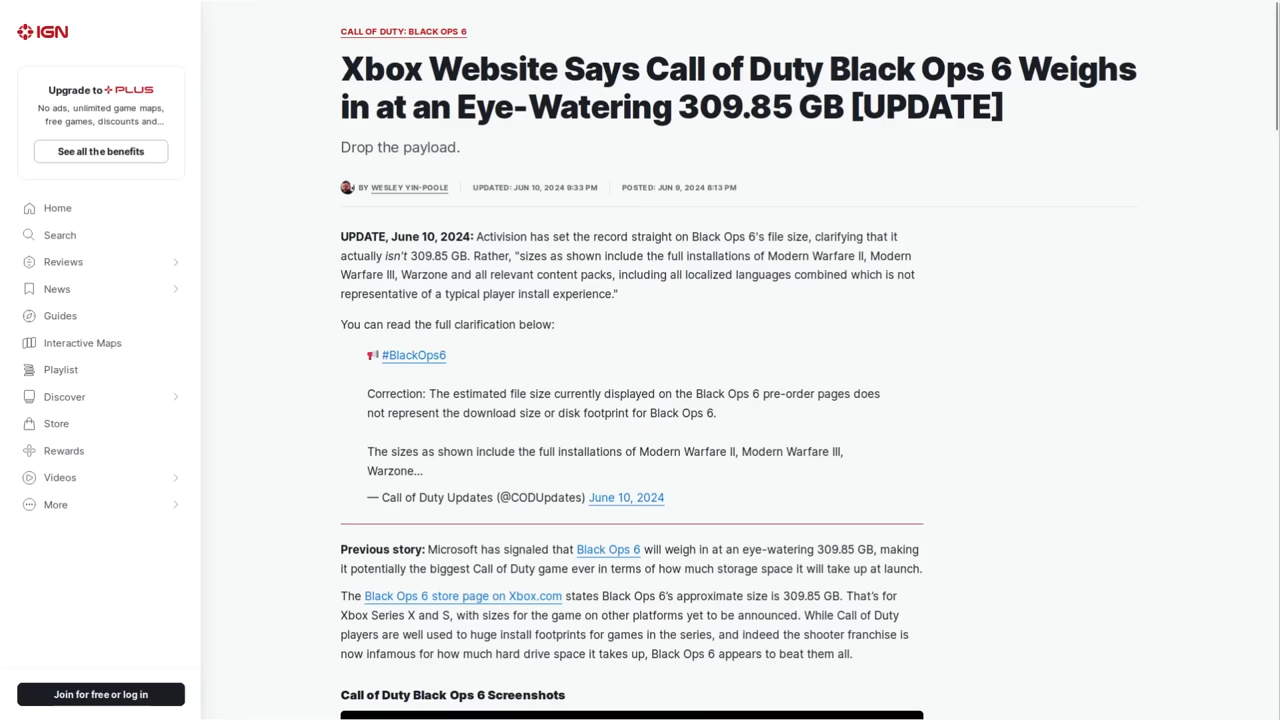 IGN
Upgrade to PLUS
No ads, unlimited game maps,
free games, discounts and...
See all the benefits
Home
Search
Reviews
News
Guides
Interactive Maps
Playlist
Discover
Store
Rewards
Videos
More
Join for free or log in
CALL OF DUTY: BLACK OPS 6
Xbox Website Says Call of Duty Black Ops 6 Weighs
in at an Eye-Watering 309.85 GB [UPDATE]
Drop the payload.
BY WESLEY YIN-POOLE UPDATED: JUN 10, 2024 9:33 PM POSTED: JUN 9, 2024 8:13 PM
UPDATE, June 10, 2024: Activision has set the record straight on Black Ops 6's file size, clarifying that it
actually isn't 309.85 GB. Rather, "sizes as shown include the full installations of Modern Warfare II, Modern
Warfare III, Warzone and all relevant content packs, including all localized languages combined which is not
representative of a typical player install experience."
You can read the full clarification below:
#BlackOps6
Correction: The estimated file size currently displayed on the Black Ops 6 pre-order pages does
not represent the download size or disk footprint for Black Ops 6.
The sizes as shown include the full installations of Modern Warfare II, Modern Warfare III,
Warzone...
— Call of Duty Updates (@CODUpdates) June 10, 2024
Previous story: Microsoft has signaled that Black Ops 6 will weigh in at an eye-watering 309.85 GB, making
it potentially the biggest Call of Duty game ever in terms of how much storage space it will take up at launch.
The Black Ops 6 store page on Xbox.com states Black Ops 6’s approximate size is 309.85 GB. That’s for
Xbox Series X and S, with sizes for the game on other platforms yet to be announced. While Call of Duty
players are well used to huge install footprints for games in the series, and indeed the shooter franchise is
now infamous for how much hard drive space it takes up, Black Ops 6 appears to beat them all.
Call of Duty Black Ops 6 Screenshots